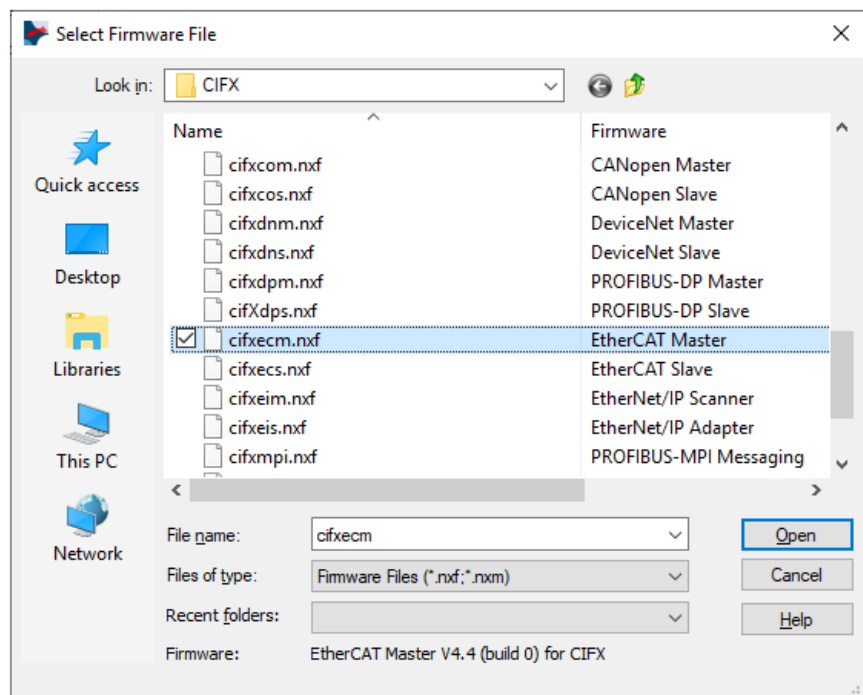 Select Firmware File
Look in: CIFX
Quick access
Desktop
Libraries
This PC
Network
Name Firmware
cifxcom.nxf CANopen Master
cifxcos.nxf CANopen Slave
cifxdnm.nxf DeviceNet Master
cifxdns.nxf DeviceNet Slave
cifxdpm.nxf PROFIBUS-DP Master
cifXdps.nxf PROFIBUS-DP Slave
cifxecm.nxf EtherCAT Master
cifxecs.nxf EtherCAT Slave
cifxeim.nxf EtherNet/IP Scanner
cifxeis.nxf EtherNet/IP Adapter
cifxmpi.nxf PROFIBUS-MPI Messaging
File name: cifxecm Open
Files of type: Firmware Files (*.nxf;*.nxm) Cancel
Recent folders: Help
Firmware: EtherCAT Master V4.4 (build 0) for CIFX